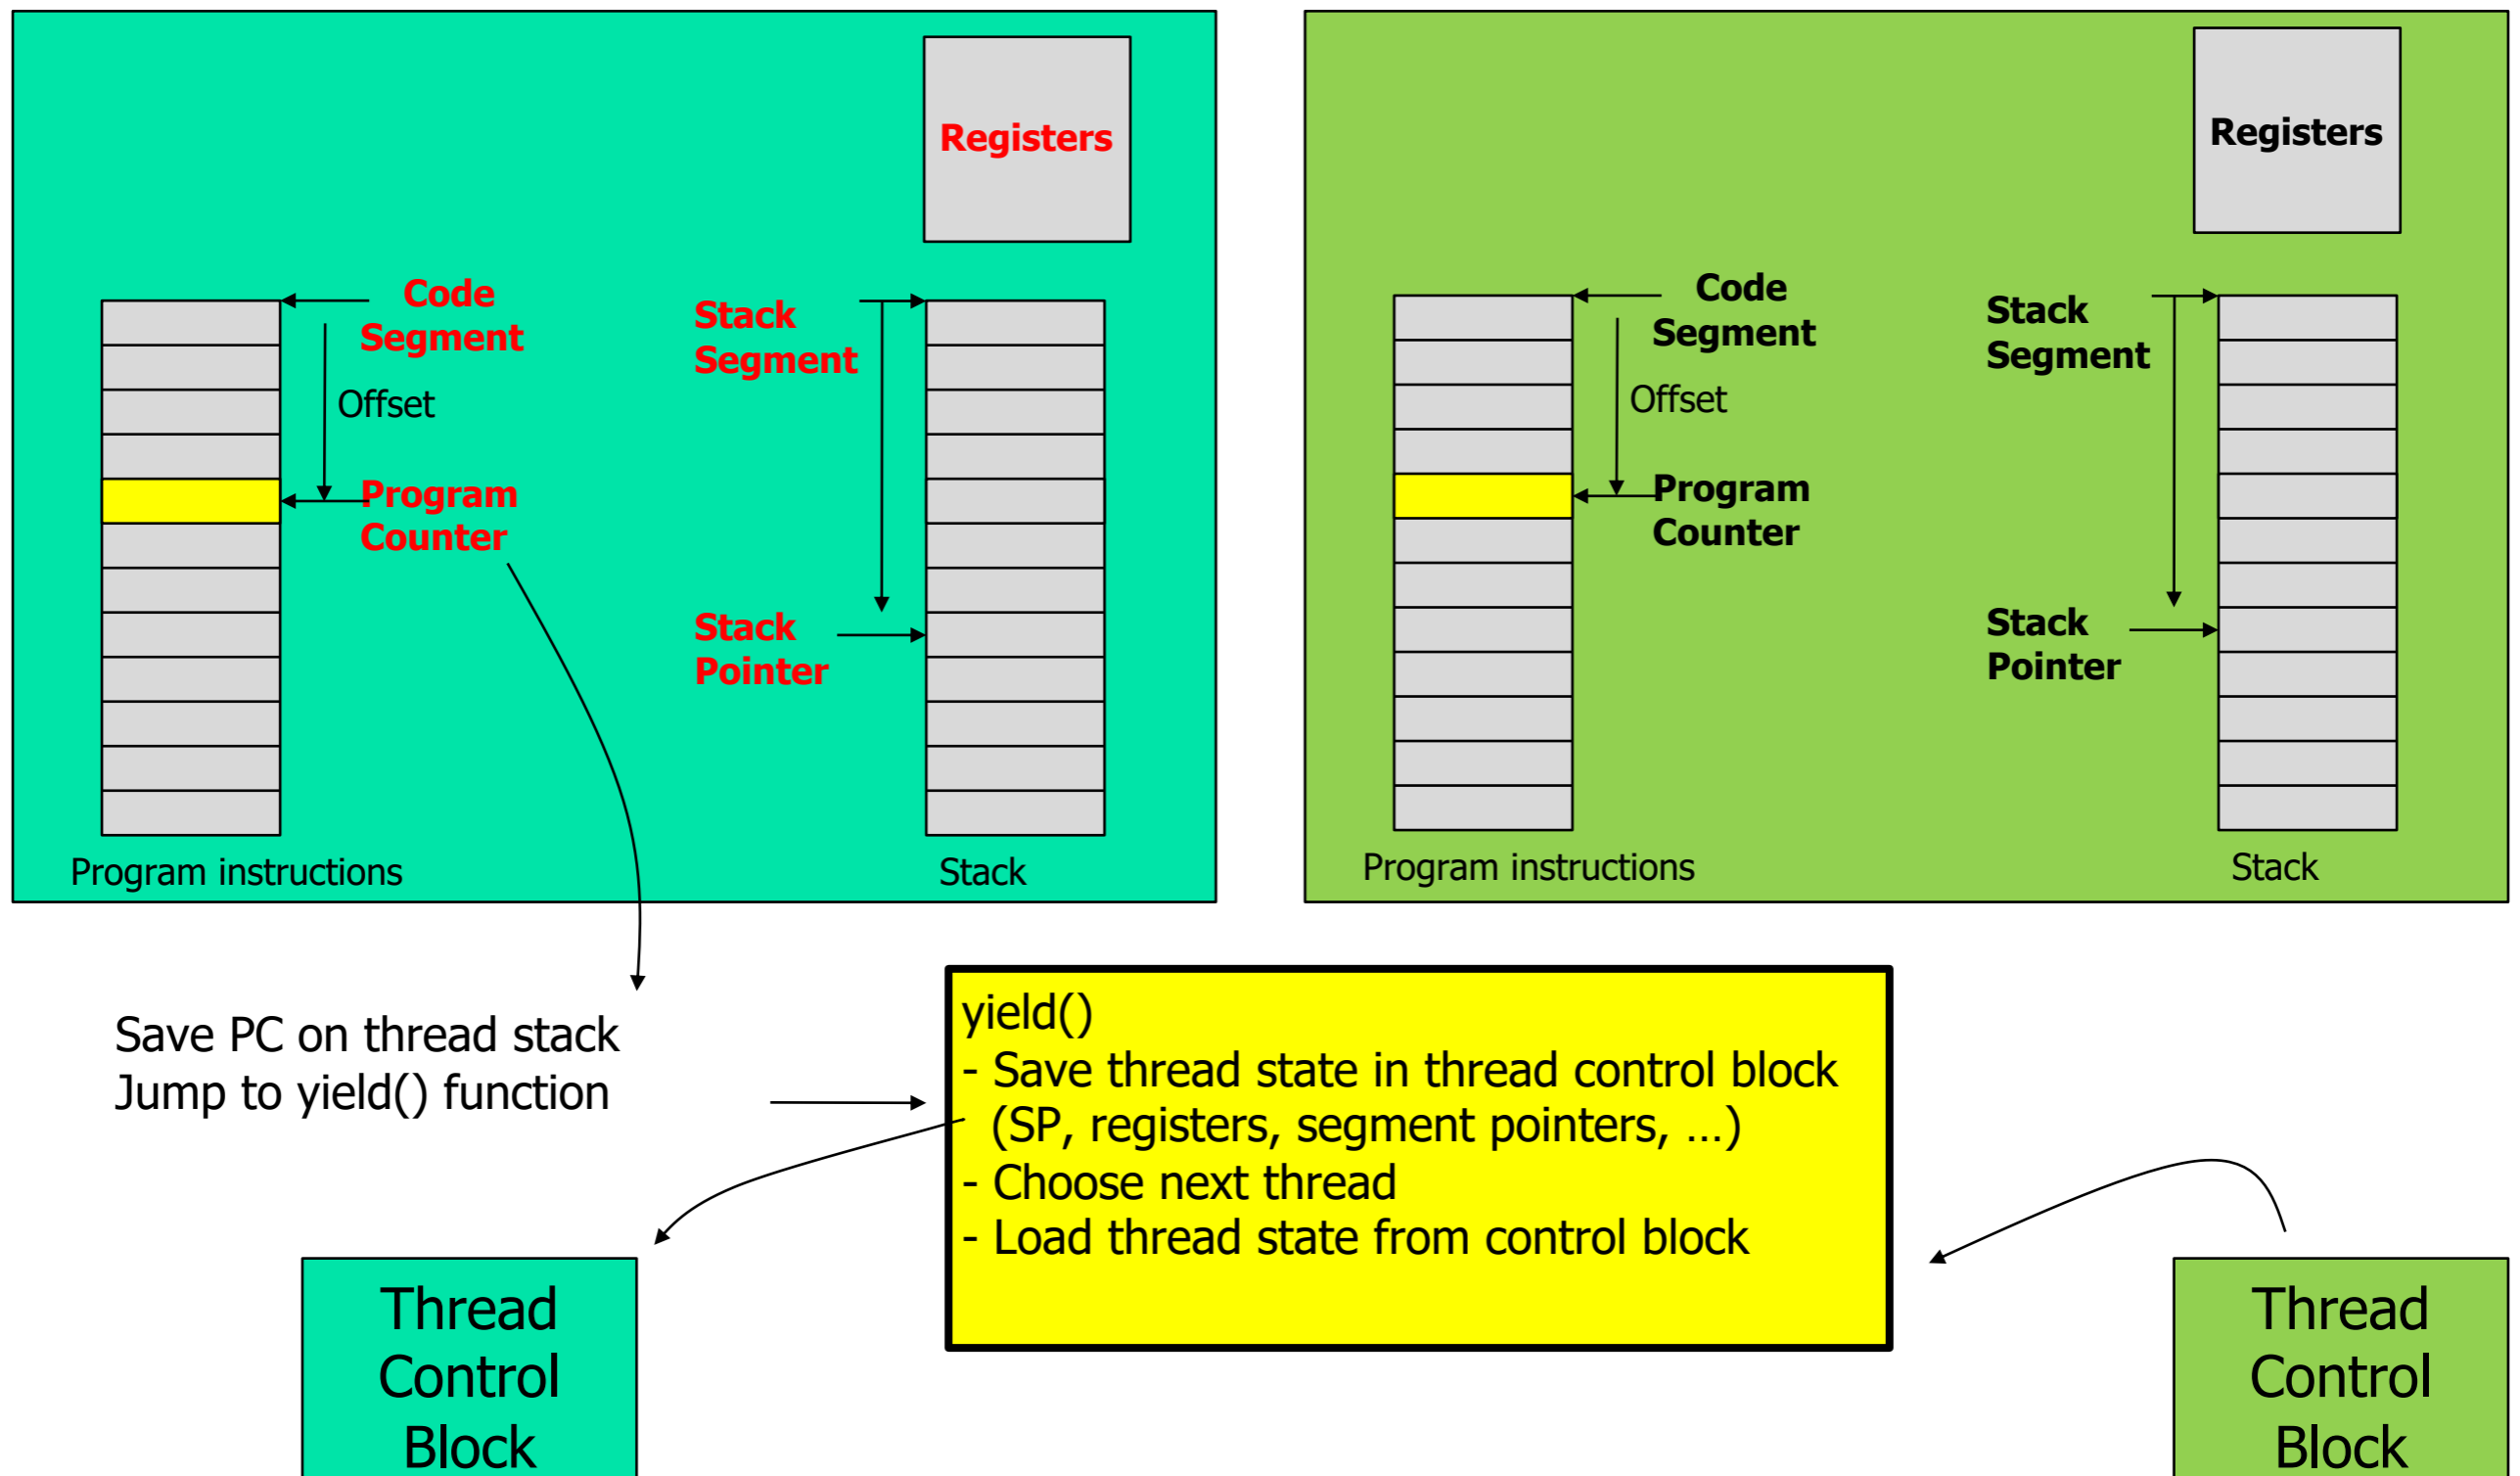 Registers
Code
Segment
Offset
Program
Counter
Stack
Segment
Stack
Pointer
Program instructions
Stack
Registers
Code
Segment
Offset
Program
Counter
Stack
Segment
Stack
Pointer
Program instructions
Stack
Save PC on thread stack
Jump to yield() function
yield()
- Save thread state in thread control block
(SP, registers, segment pointers, ...)
- Choose next thread
- Load thread state from control block
Thread
Control
Block
Thread
Control
Block